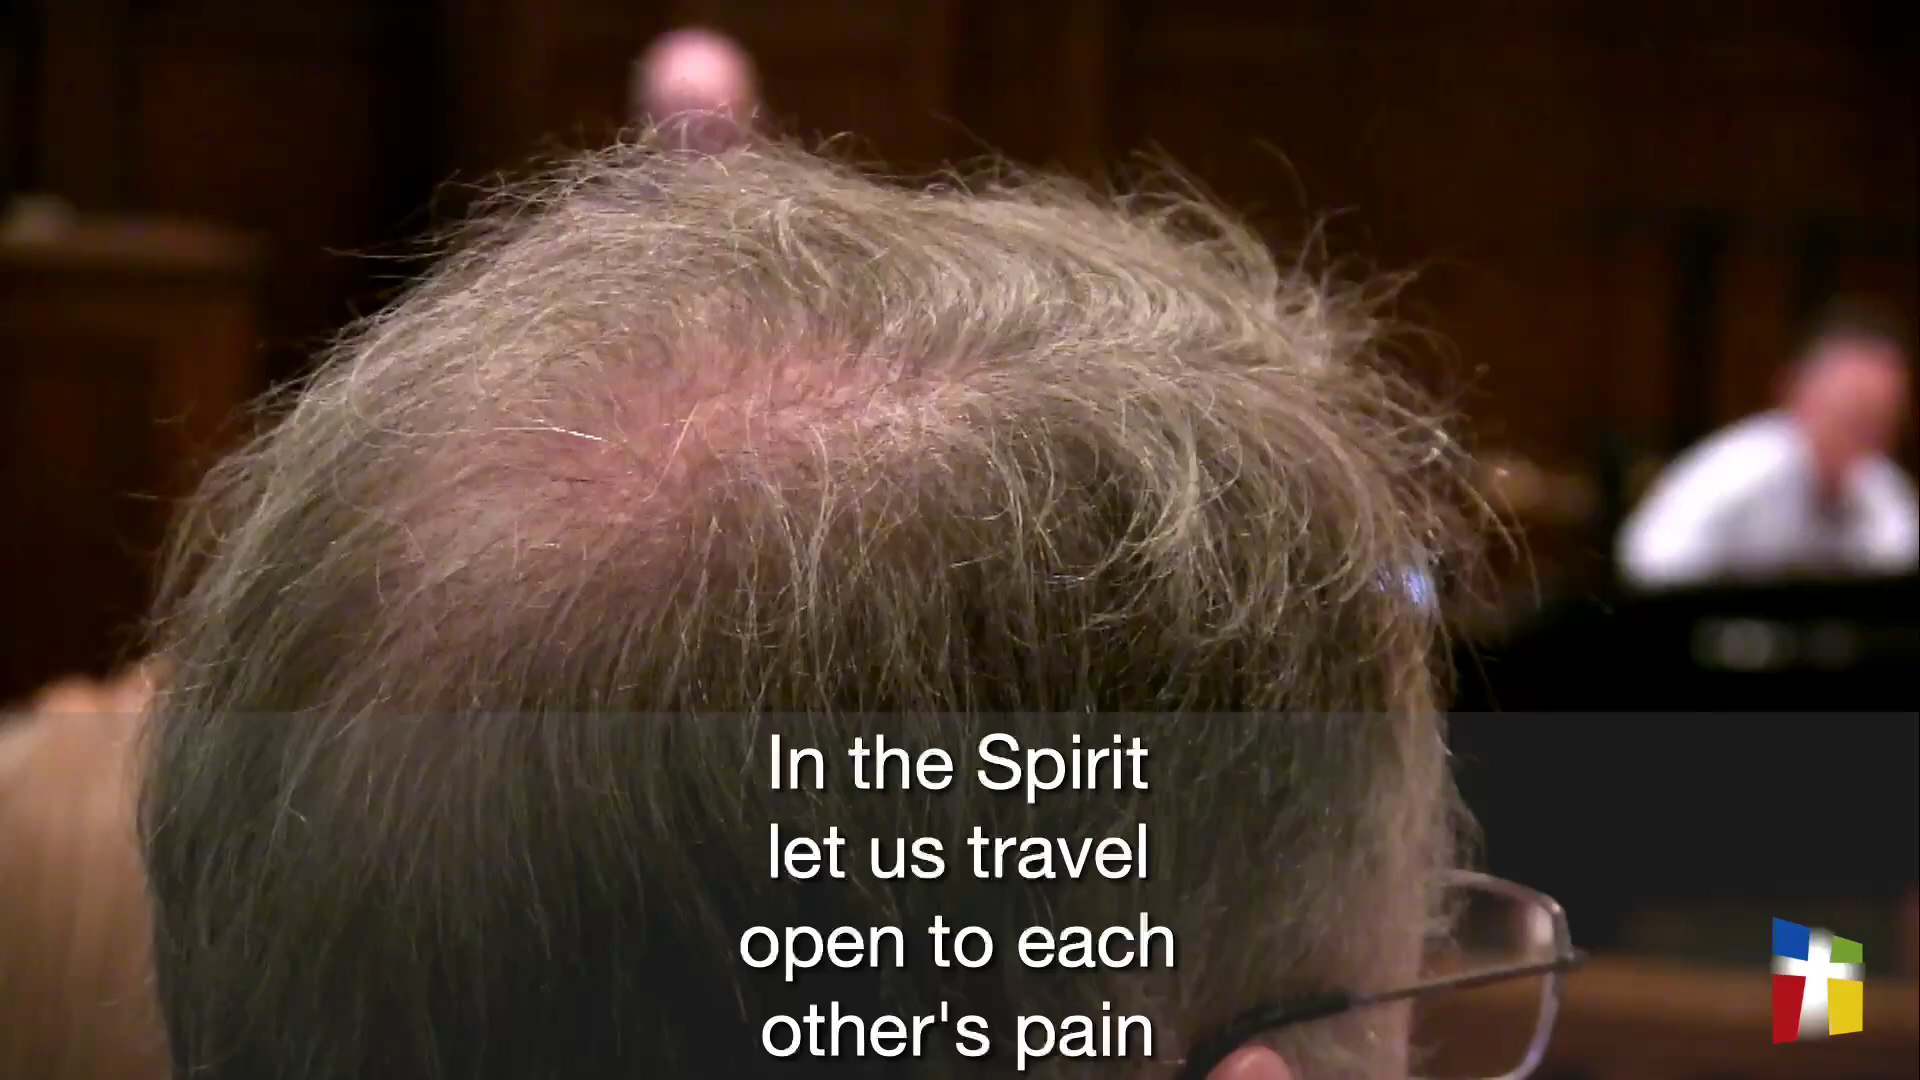 In the Spirit
let us travel
open to each
other's pain